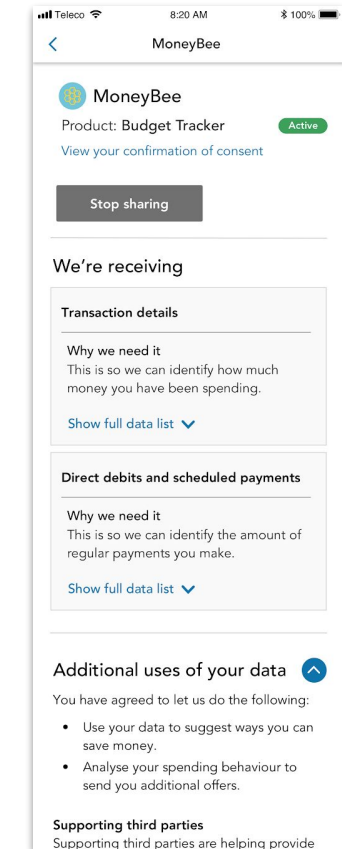 Teleco 8:20 AM 100%
MoneyBee
MoneyBee
Product: Budget Tracker Active
View your confirmation of consent
Stop sharing
We're receiving
Transaction details
Why we need it
This is so we can identify how much
money you have been spending.
Show full data list
Direct debits and scheduled payments
Why we need it
This is so we can identify the amount of
regular payments you make.
Show full data list
Additional uses of your data
You have agreed to let us do the following:
• Use your data to suggest ways you can
save money.
• Analyse your spending behaviour to
send you additional offers.
Supporting third parties
Supporting third parties are helping provide